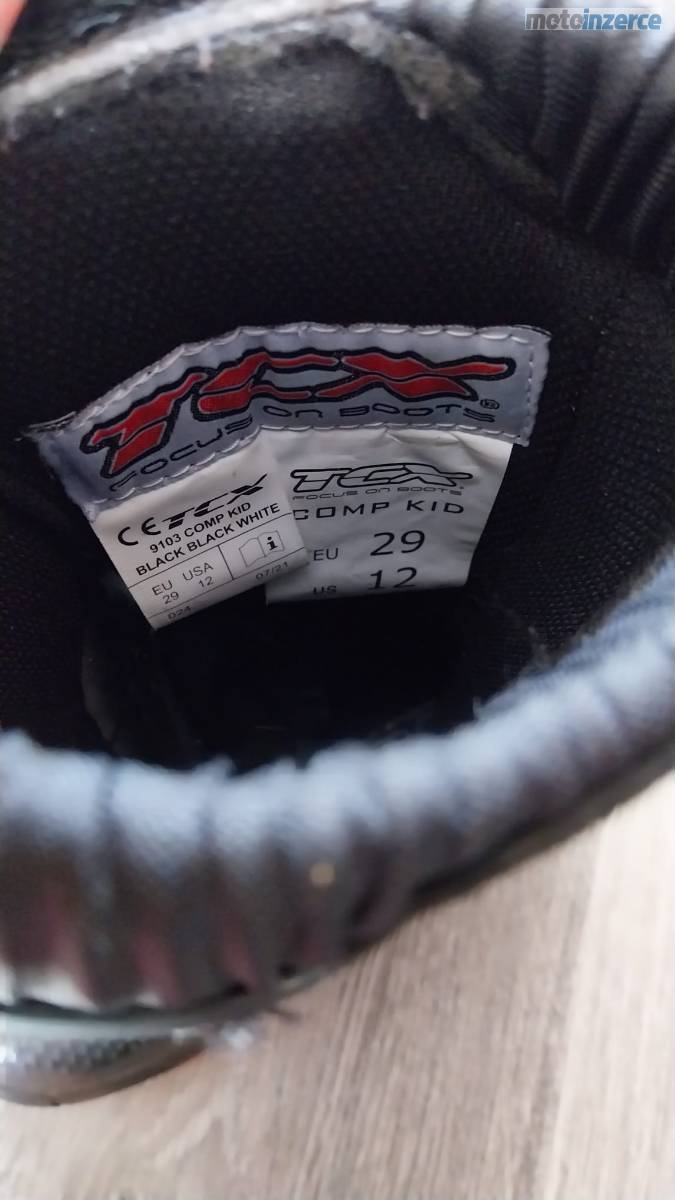 motoinzerce
TCX
FOCUS ON BOOTS
CE TCX
9103 COMP KID
BLACK BLACK WHITE
EU USA
29 12
07/21
D24
TCX
FOCUS ON BOOTS
COMP KID
EU 29
US 12